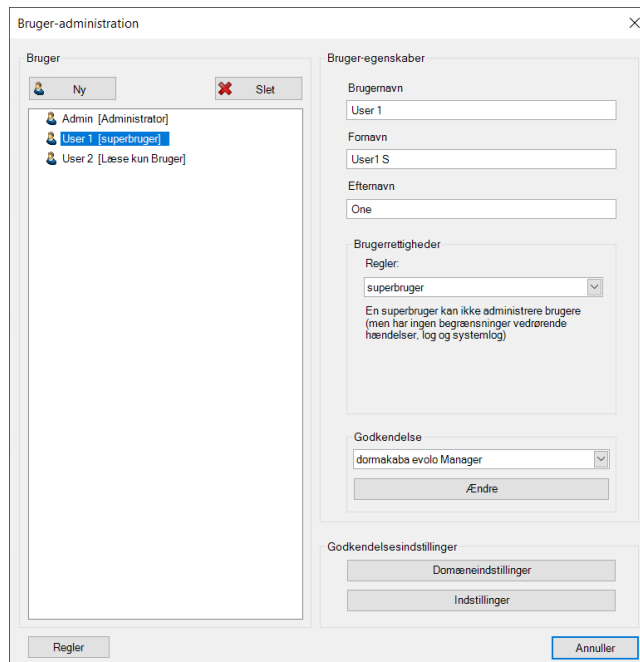 Bruger-administration
Bruger
Ny
Slet
Admin [Administrator]
User 1 [superbruger]
User 2 [Læse kun Bruger]
Regler
Bruger-egenskaber
Brugernavn
User 1
Fornavn
User1 S
Efternavn
One
Brugerrettigheder
Regler:
superbruger
En superbruger kan ikke administrere brugere
(men har ingen begrænsninger vedrørende
hændelser, log og systemlog)
Godkendelse
dormakaba evolo Manager
Ændre
Godkendelsesindstillinger
Domæneindstillinger
Indstillinger
Annuller